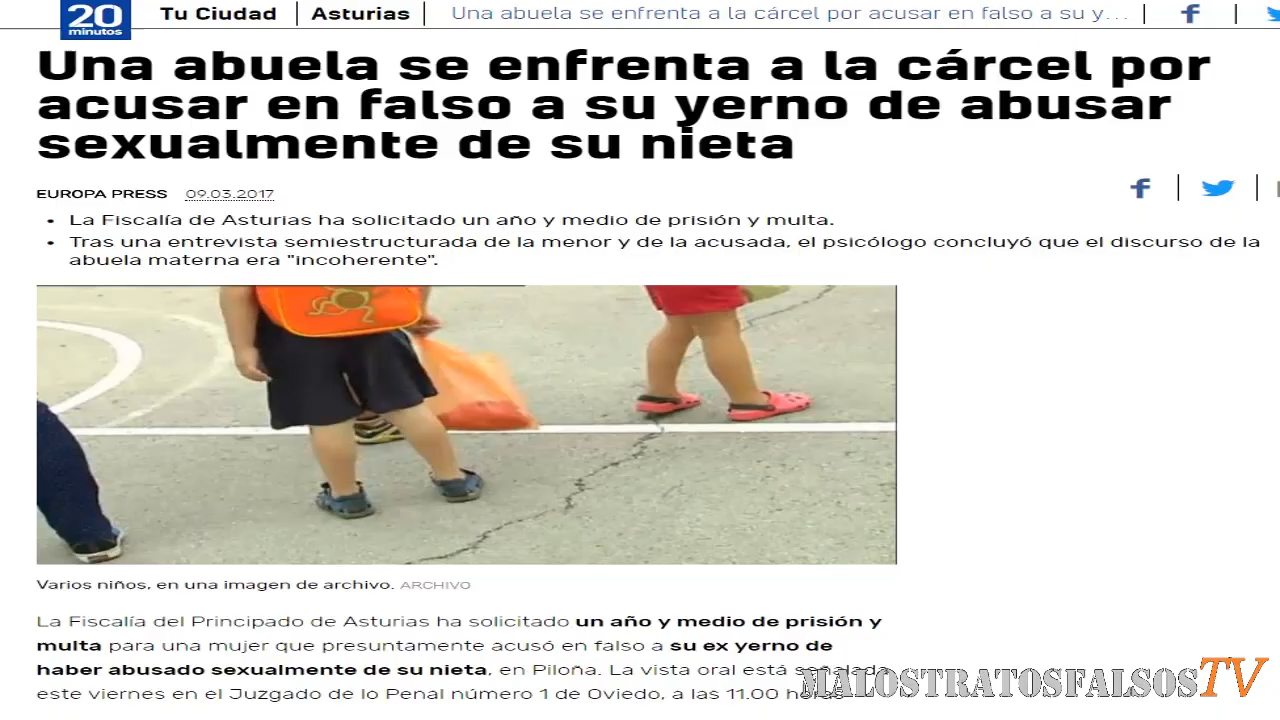 20 minutos Tu Ciudad Asturias Una abuela se enfrenta a la cárcel por acusar en falso a su y...
Una abuela se enfrenta a la cárcel por
acusar en falso a su yerno de abusar
sexualmente de su nieta
EUROPA PRESS 09.03.2017
• La Fiscalía de Asturias ha solicitado un año y medio de prisión y multa.
• Tras una entrevista semiestructurada de la menor y de la acusada, el psicólogo concluyó que el discurso de la
abuela materna era "incoherente".
Varios niños, en una imagen de archivo. ARCHIVO
La Fiscalía del Principado de Asturias ha solicitado un año y medio de prisión y
multa para una mujer que presuntamente acusó en falso a su ex yerno de
haber abusado sexualmente de su nieta, en Piloña. La vista oral está señalada
este viernes en el Juzgado de lo Penal número 1 de Oviedo, a las 11.00 horas
MALOSTRATOSFALSOSTV